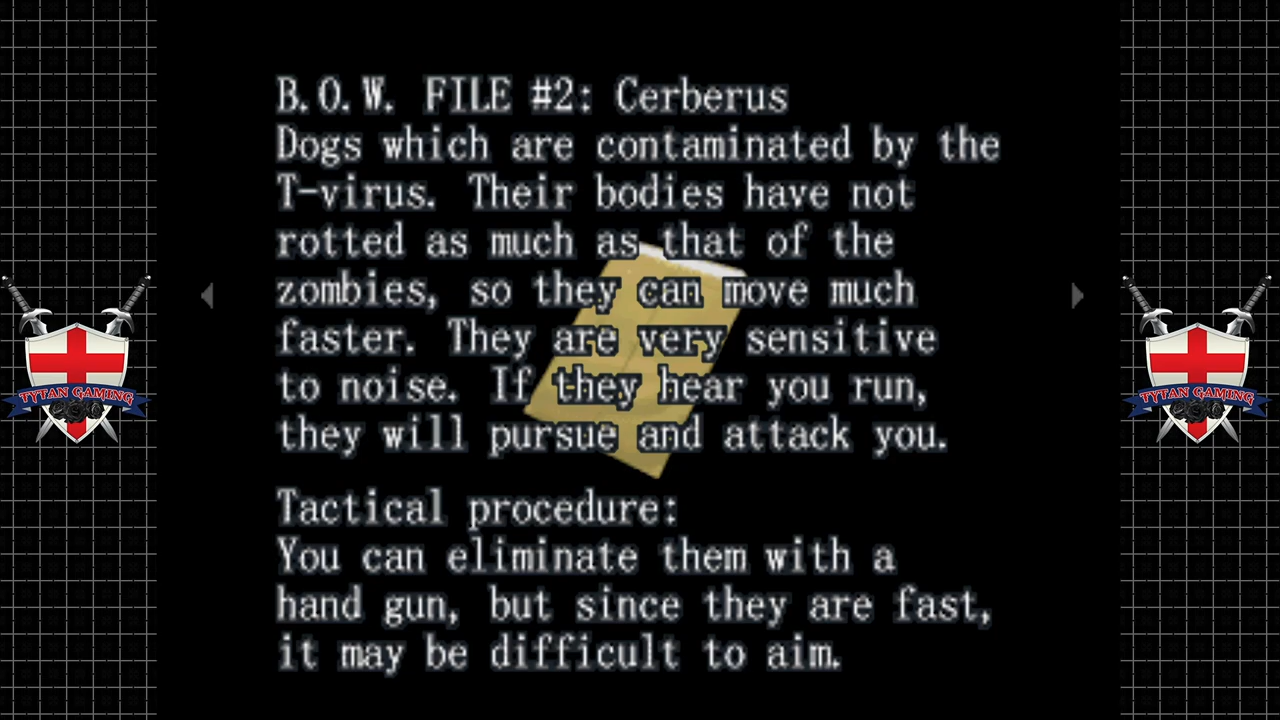 B.O.W. FILE #2: Cerberus
Dogs which are contaminated by the
T-virus. Their bodies have not
rotted as much as that of the
zombies, so they can move much
faster. They are very sensitive
to noise. If they hear you run,
they will pursue and attack you.
Tactical procedure:
You can eliminate them with a
hand gun, but since they are fast,
it may be difficult to aim.
TYTAN GAMING
TYTAN GAMING